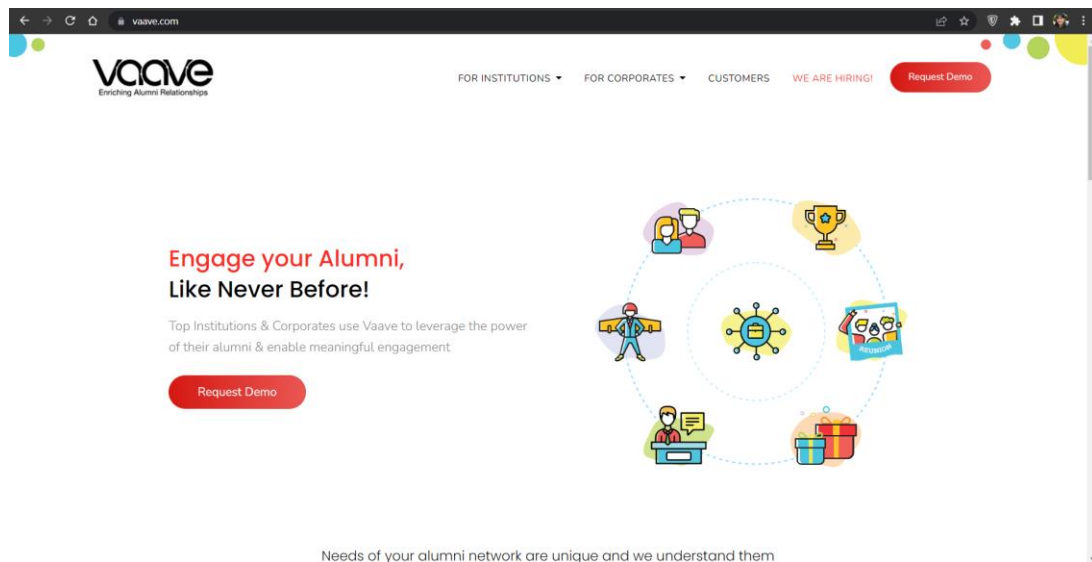 vaave.com
vaave
Enriching Alumni Relationships
FOR INSTITUTIONS
FOR CORPORATES
CUSTOMERS
WE ARE HIRING!
Request Demo
Engage your Alumni,
Like Never Before!
Top Institutions & Corporates use Vaave to leverage the power
of their alumni & enable meaningful engagement
Request Demo
REUNION
Needs of your alumni network are unique and we understand them